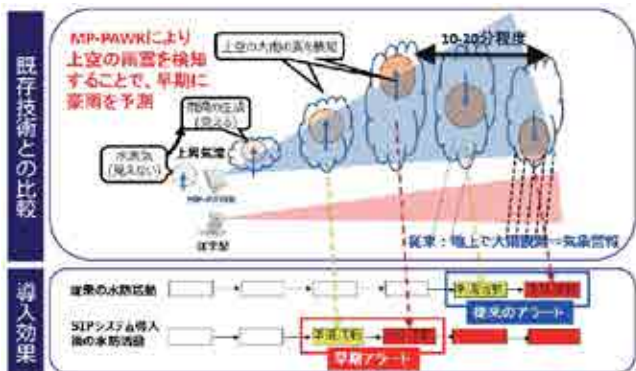 既存技術との比較
MP-PAWRにより
上空の雨雲を検知
することで、早期に
豪雨を予測
上空の大雨の
を検知
10-20分程度
雨滴の生成
(見える)
水蒸気
(見えない)
上昇気流
MP-PAWR
従来型
従来：地上で大雨観測⇒気象警報
導入効果
従来の水防活動
従来のアラート
SIPシステム導入
後の水防活動
早期アラート